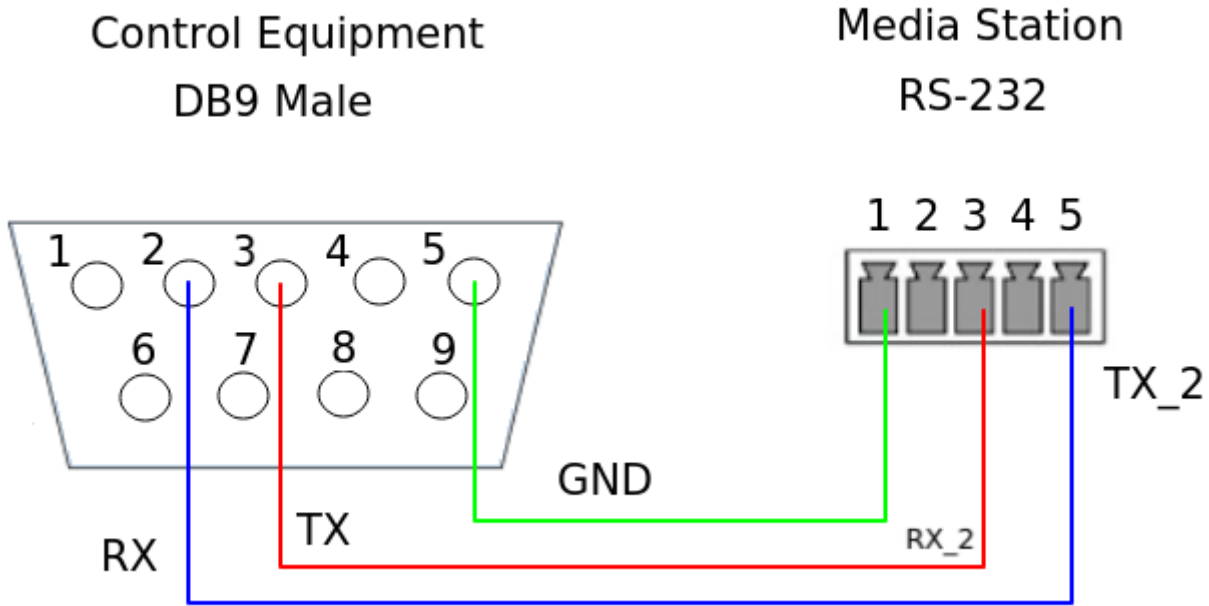 Control Equipment
DB9 Male
Media Station
RS-232
1 2 3 4 5
6 7 8 9
1 2 3 4 5
TX_2
GND
TX
RX_2
RX